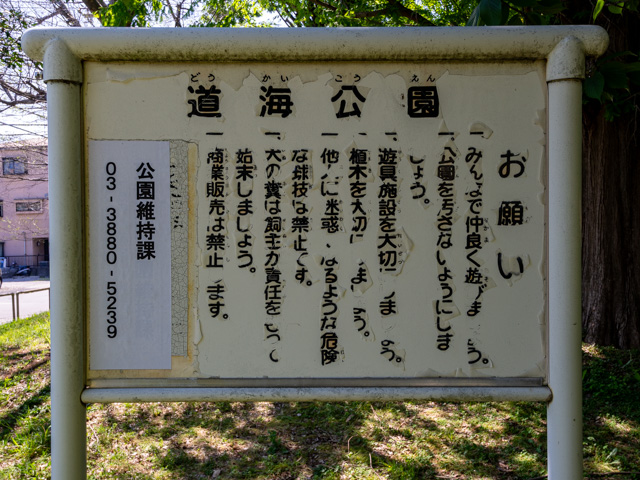 どう かい こう えん
道海公園
お願い
一みんなで仲良く遊びましょう。
一公園を汚さないようにしま
しょう。
一遊具施設を大切にしましょう。
一植木を大切にしましょう。
一他人に迷惑になるような危険
な球技は禁止です。
一犬の糞は飼主が責任をもって
始末しましょう。
一商業販売は禁止します。
公園維持課
03-3880-5239